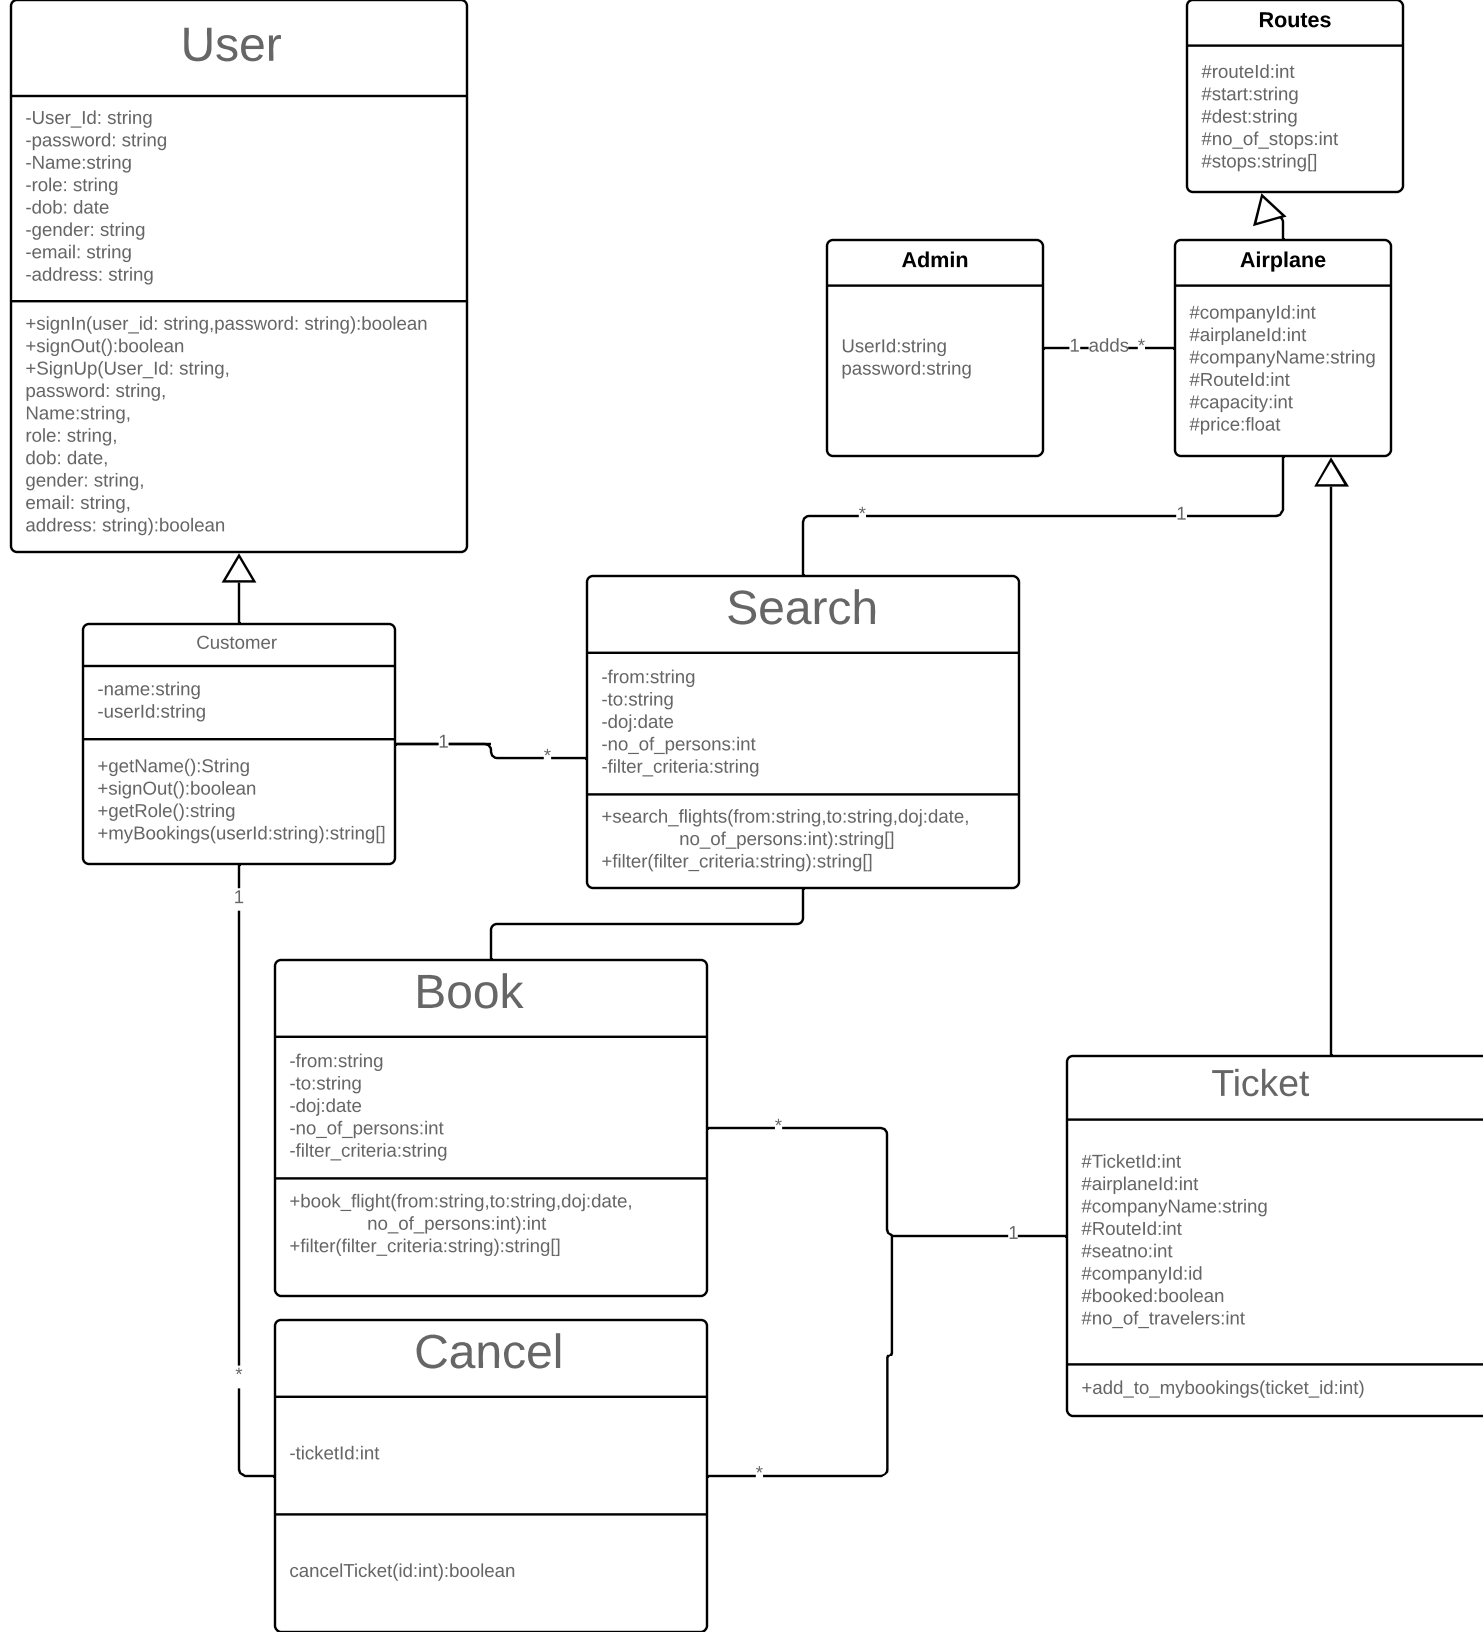 User
-User_Id: string
-password: string
-Name:string
-role: string
-dob: date
-gender: string
-email: string
-address: string
+signIn(user_id: string,password: string):boolean
+signOut():boolean
+SignUp(User_Id: string,
password: string,
Name:string,
role: string,
dob: date,
gender: string,
email: string,
address: string):boolean
Routes
#routeId:int
#start:string
#dest:string
#no_of_stops:int
#stops:string[]
Admin
UserId:string
password:string
1 adds *
Airplane
#companyId:int
#airplaneId:int
#companyName:string
#RouteId:int
#capacity:int
#price:float
* 1
Customer
-name:string
-userId:string
+getName():String
+signOut():boolean
+getRole():string
+myBookings(userId:string):string[]
1 *
Search
-from:string
-to:string
-doj:date
-no_of_persons:int
-filter_criteria:string
+search_flights(from:string,to:string,doj:date,
no_of_persons:int):string[]
+filter(filter_criteria:string):string[]
1
*
Book
-from:string
-to:string
-doj:date
-no_of_persons:int
-filter_criteria:string
+book_flight(from:string,to:string,doj:date,
no_of_persons:int):int
+filter(filter_criteria:string):string[]
*
1
Ticket
#TicketId:int
#airplaneId:int
#companyName:string
#RouteId:int
#seatno:int
#companyId:id
#booked:boolean
#no_of_travelers:int
+add_to_mybookings(ticket_id:int)
Cancel
-ticketId:int
cancelTicket(id:int):boolean
*